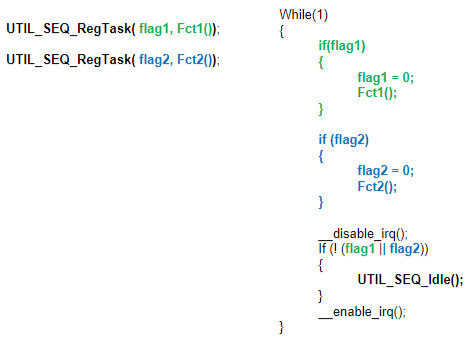 UTIL_SEQ_RegTask( flag1, Fct1());
UTIL_SEQ_RegTask( flag2, Fct2());
While(1)
{
if(flag1)
{
flag1 = 0;
Fct1();
}
if (flag2)
{
flag2 = 0;
Fct2();
}
__disable_irq();
If (! (flag1 || flag2))
{
UTIL_SEQ_Idle();
}
__enable_irq();
}